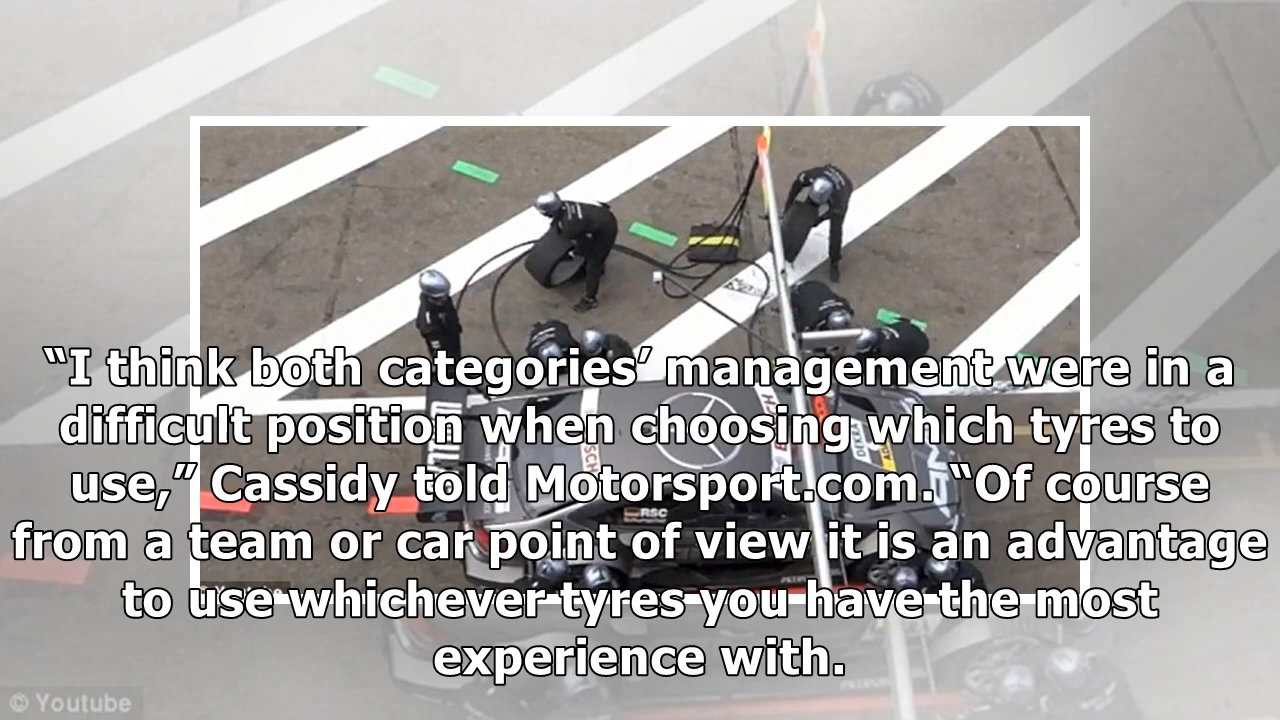 “I think both categories’ management were in a
difficult position when choosing which tyres to
use,” Cassidy told Motorsport.com. “Of course
from a team or car point of view it is an advantage
to use whichever tyres you have the most
experience with.
RSC
© Youtube